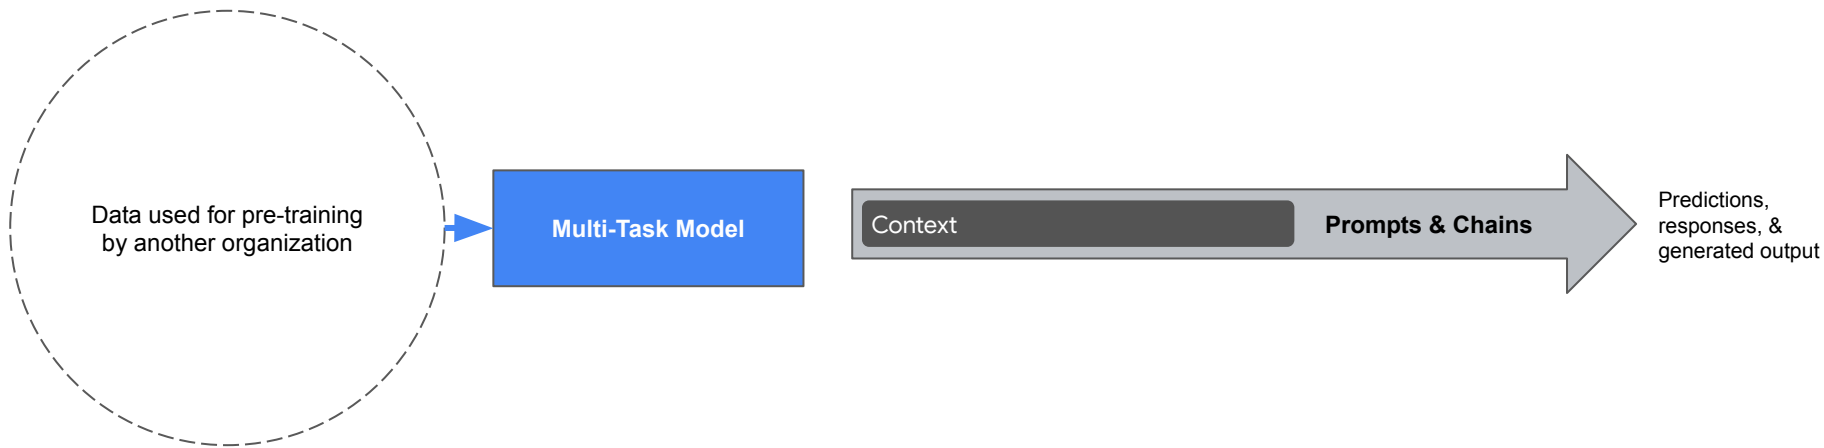 Data used for pre-training
by another organization
Multi-Task Model
Context
Prompts & Chains
Predictions,
responses, &
generated output